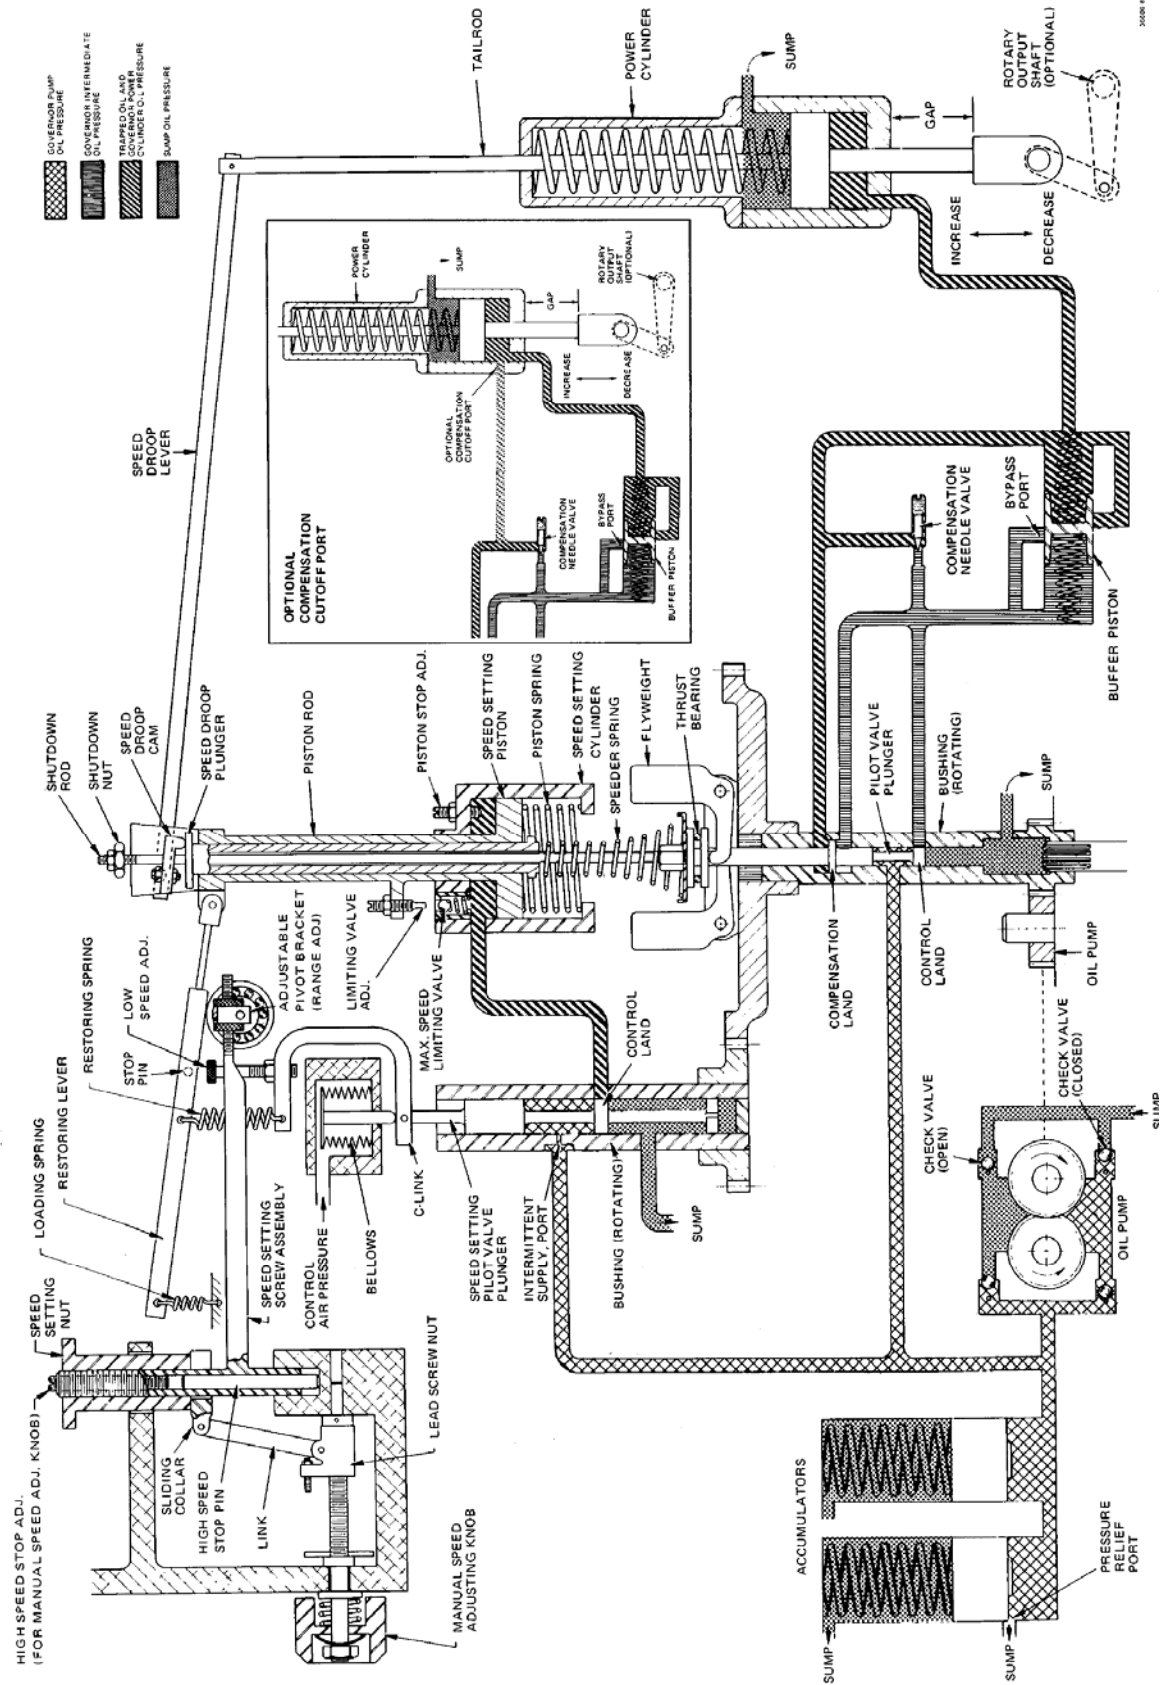 GOVERNOR PUMP
OIL PRESSURE
GOVERNOR INTERMEDIATE
OIL PRESSURE
TRAPPED OIL AND
GOVERNOR POWER
CYLINDER OIL PRESSURE
SUMP OIL PRESSURE
TAILROD
POWER
CYLINDER
SUMP
GAP
ROTARY
OUTPUT
SHAFT
(OPTIONAL)
INCREASE
DECREASE
SPEED
DROOP
LEVER
POWER
CYLINDER
SUMP
ROTARY
OUTPUT
SHAFT
(OPTIONAL)
GAP
INCREASE
DECREASE
OPTIONAL
COMPENSATION
CUTOFF PORT
COMPENSATION
NEEDLE VALVE
BYPASS
PORT
BUFFER PISTON
OPTIONAL
COMPENSATION
CUTOFF PORT
SHUTDOWN
ROD
SHUTDOWN
NUT
SPEED
DROOP
CAM
SPEED DROOP
PLUNGER
PISTON ROD
PISTON STOP ADJ.
SPEED SETTING
PISTON
PISTON SPRING
SPEED SETTING
CYLINDER
SPEEDER SPRING
FLYWEIGHT
THRUST
BEARING
PILOT VALVE
PLUNGER
BUSHING
(ROTATING)
SUMP
COMPENSATION
NEEDLE VALVE
BYPASS
PORT
BUFFER PISTON
RESTORING SPRING
LOW
SPEED ADJ.
STOP
PIN
ADJUSTABLE
PIVOT BRACKET
(RANGE ADJ)
LIMITING VALVE
ADJ.
MAX. SPEED
LIMITING VALVE
CONTROL
LAND
COMPENSATION
LAND
CONTROL
LAND
OIL PUMP
LOADING SPRING
RESTORING LEVER
SPEED
SETTING
NUT
SPEED SETTING
SCREW ASSEMBLY
CONTROL
AIR PRESSURE
BELLOWS
C-LINK
SPEED SETTING
PILOT VALVE
PLUNGER
INTERMITTENT
SUPPLY, PORT
BUSHING (ROTATING)
SUMP
CHECK VALVE
(OPEN)
CHECK VALVE
(CLOSED)
SUMP
OIL PUMP
HIGH SPEED STOP ADJ.
(FOR MANUAL SPEED ADJ. KNOB)
SLIDING
COLLAR
HIGH SPEED
STOP PIN
LINK
LEAD SCREW NUT
MANUAL SPEED
ADJUSTING KNOB
ACCUMULATORS
SUMP
SUMP
PRESSURE
RELIEF
PORT